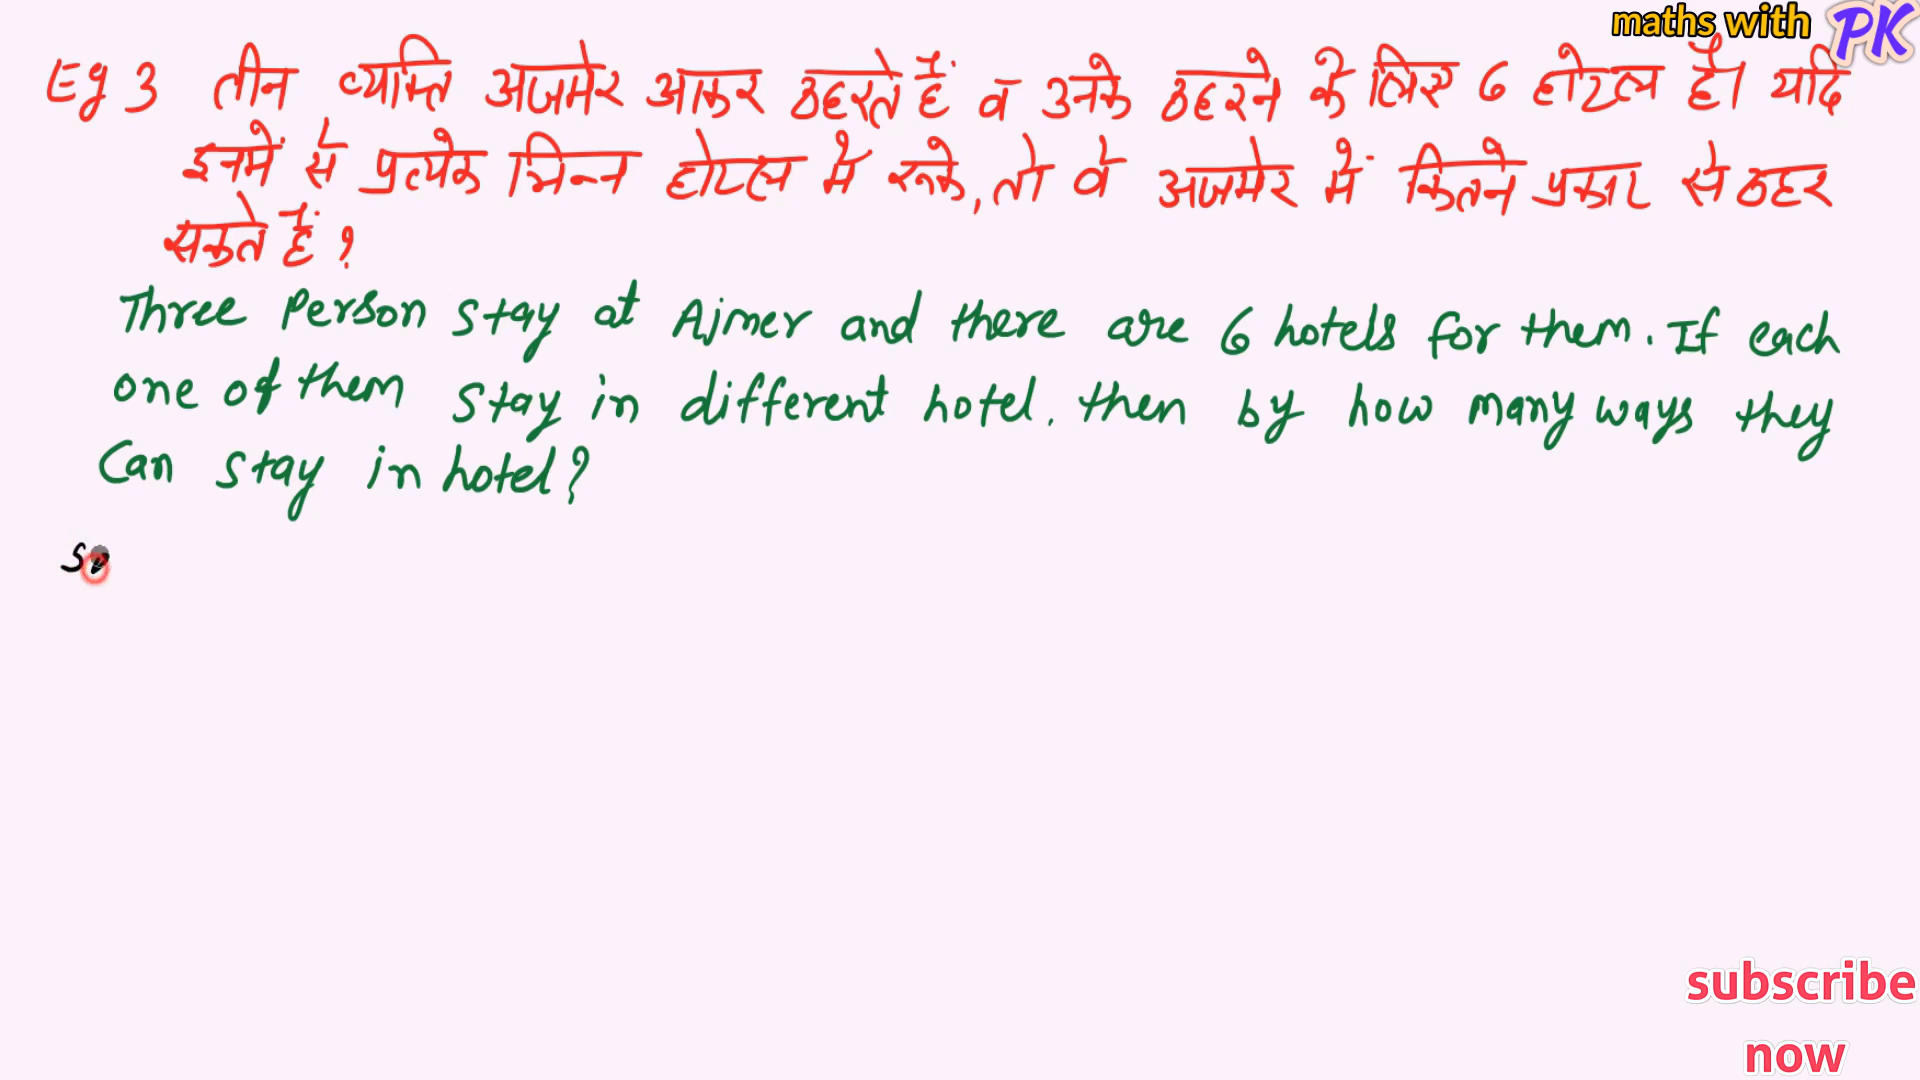 maths with PK
Eg 3 तीन व्यक्ति अजमेर आकर ठहरते हैं व उनके ठहरने के लिए 6 होटल है। यदि
इनमें से प्रत्येक भिन्न होटल में रूके, तो वे अजमेर में कितने प्रकार से ठहर
सकते हैं ?
Three Person stay at Ajmer and there are 6 hotels for them. If each
one of them stay in different hotel. then by how many ways they
Can stay in hotel?
so
subscribe
now